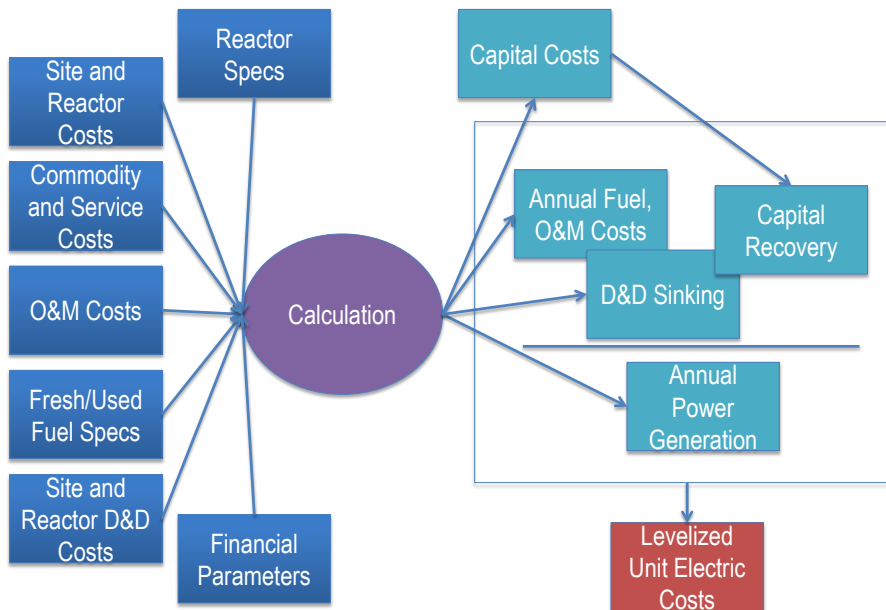 Reactor
Specs
Site and
Reactor
Costs
Commodity
and Service
Costs
O&M Costs
Fresh/Used
Fuel Specs
Site and
Reactor D&D
Costs
Financial
Parameters
Calculation
Capital Costs
Annual Fuel,
O&M Costs
Capital
Recovery
D&D Sinking
Annual
Power
Generation
Levelized
Unit Electric
Costs